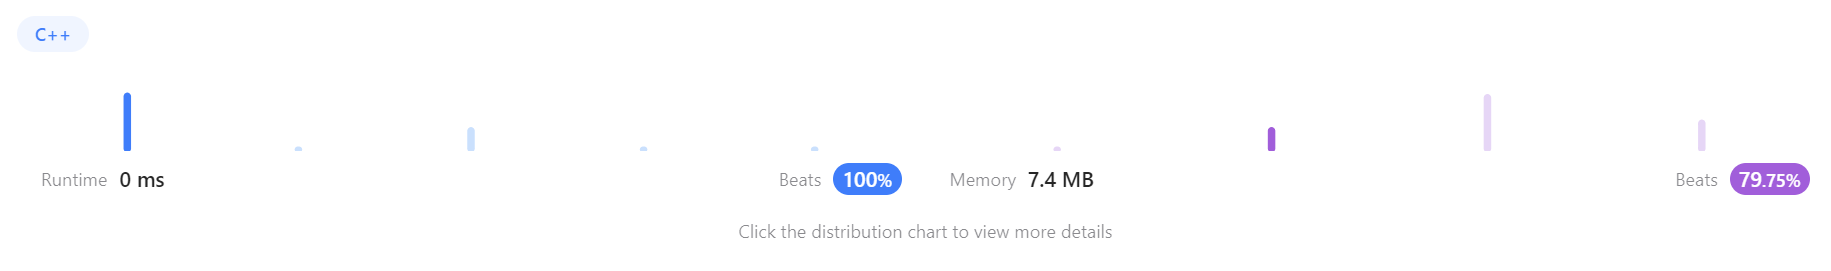 C++
Runtime 0 ms Beats 100% Memory 7.4 MB Beats 79.75%
Click the distribution chart to view more details